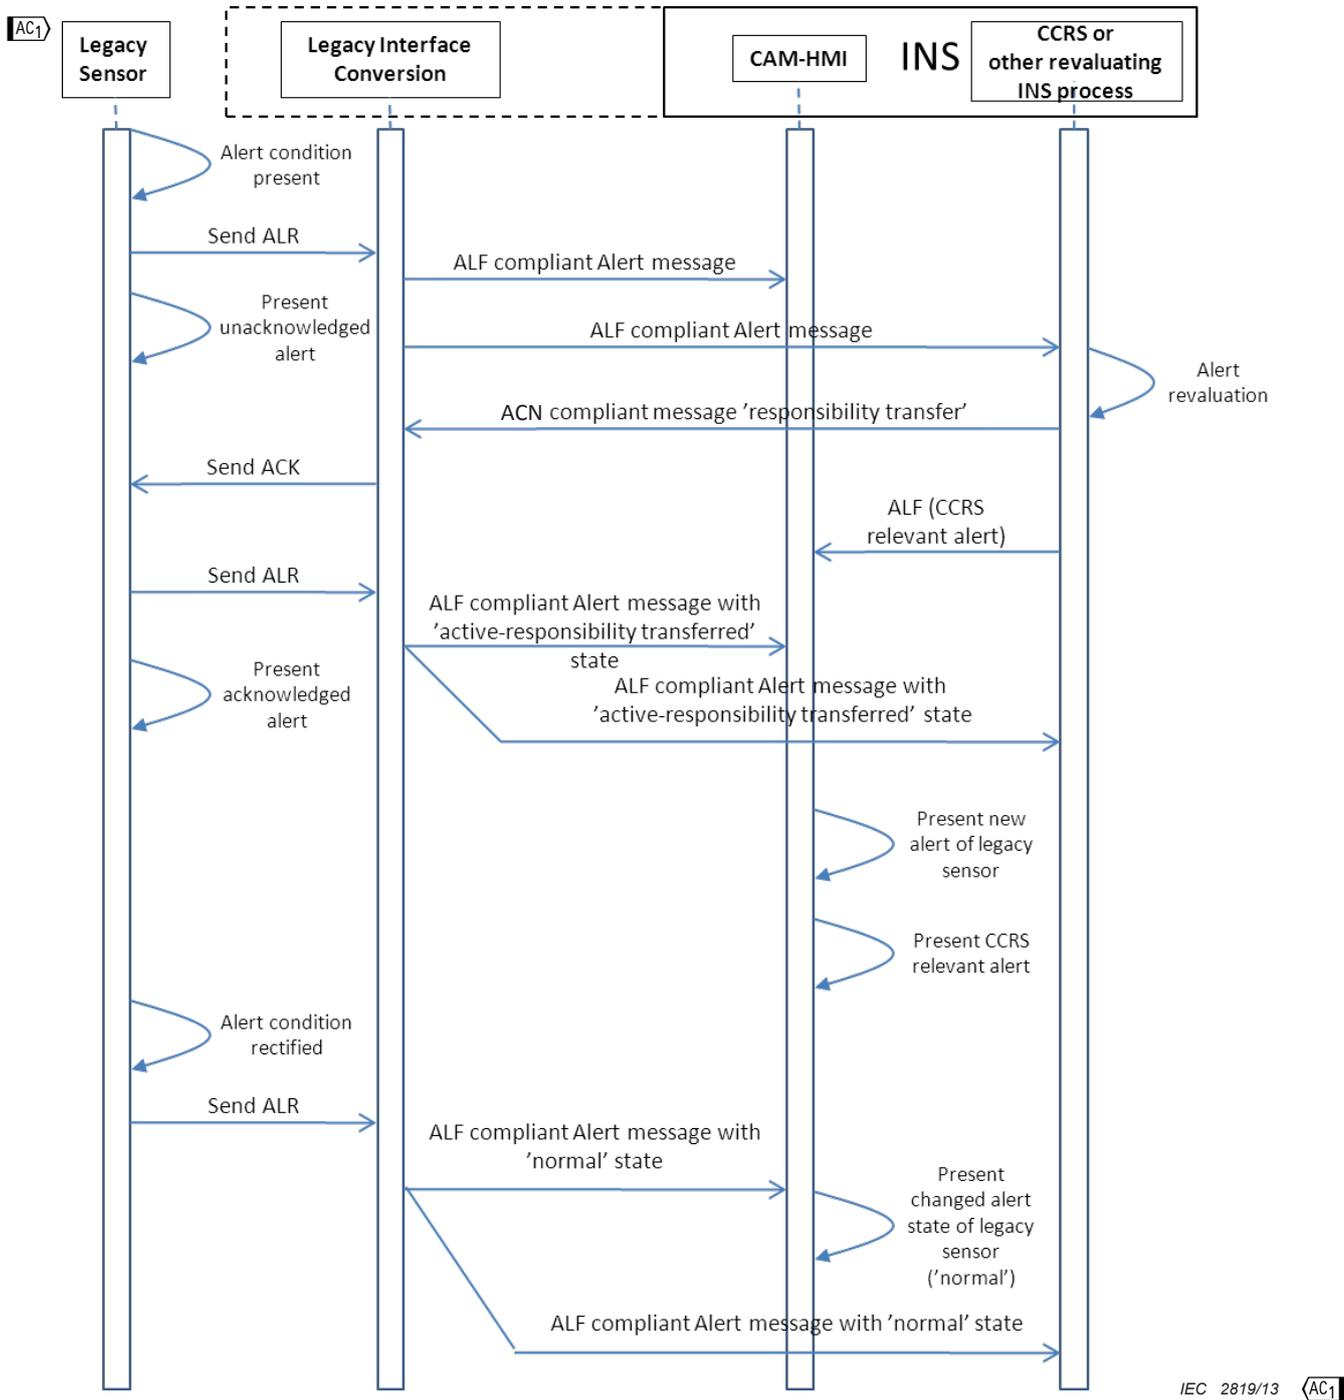 AC1
Legacy
Sensor
Legacy Interface
Conversion
CAM-HMI
INS
CCRS or
other revaluating
INS process
Alert condition
present
Send ALR
ALF compliant Alert message
Present
unacknowledged
alert
ALF compliant Alert message
Alert
revaluation
ACN compliant message ’responsibility transfer’
Send ACK
ALF (CCRS
relevant alert)
Send ALR
ALF compliant Alert message with
’active-responsibility transferred’
state
Present
acknowledged
alert
ALF compliant Alert message with
’active-responsibility transferred’ state
Present new
alert of legacy
sensor
Present CCRS
relevant alert
Alert condition
rectified
Send ALR
ALF compliant Alert message with
’normal’ state
Present
changed alert
state of legacy
sensor
(’normal’)
ALF compliant Alert message with ’normal’ state
IEC 2819/13
AC1